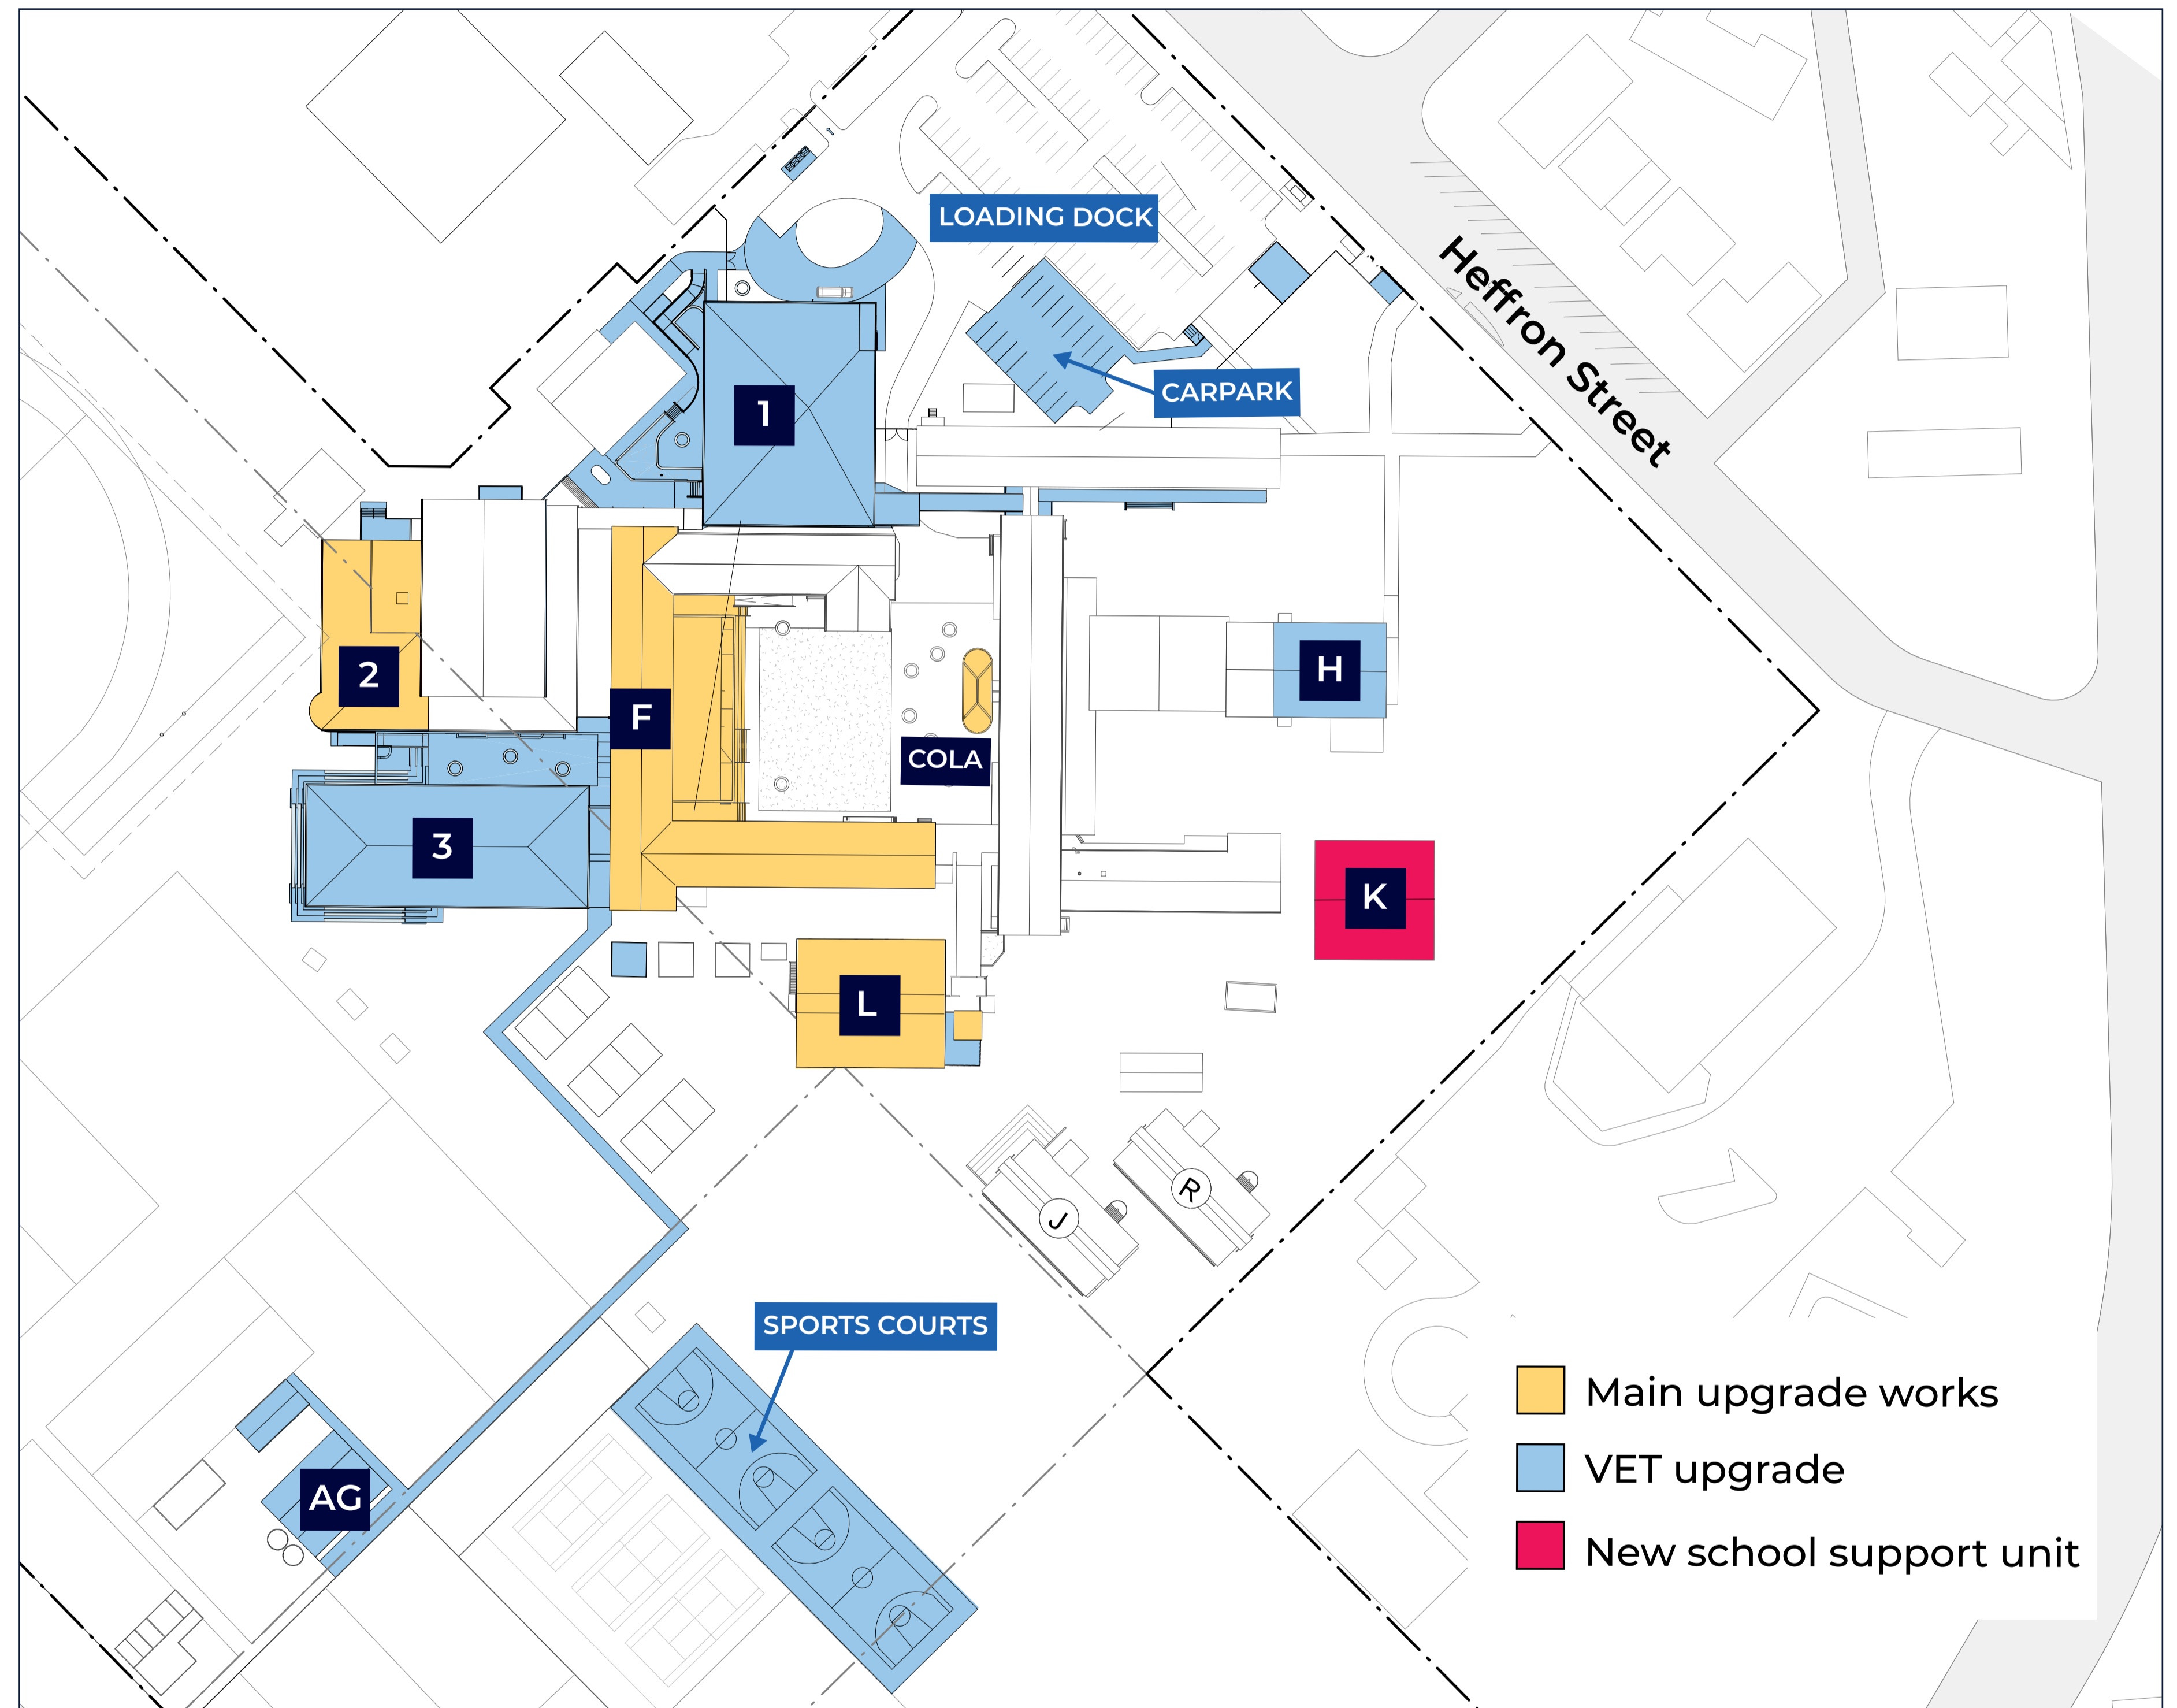 LOADING DOCK
Heffron Street
CARPARK
1
2
F
H
COLA
3
K
L
R
J
SPORTS COURTS
AG
Main upgrade works
VET upgrade
New school support unit